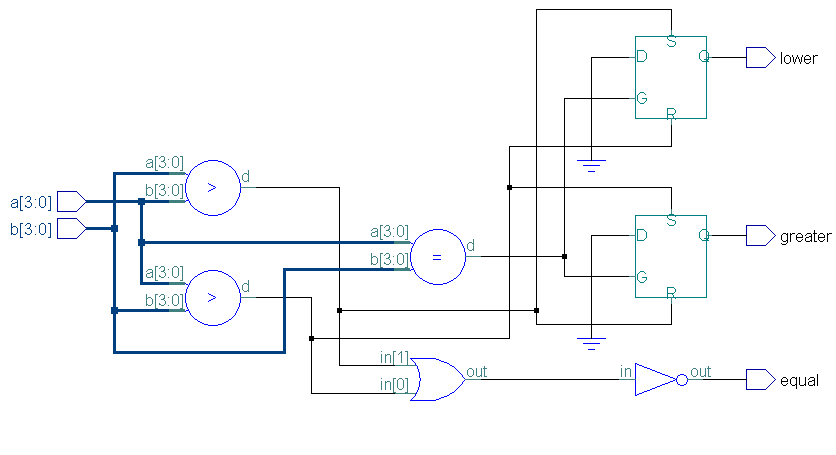 S
D
Q
lower
G
R
a[3:0]
>
d
b[3:0]
a[3:0]
b[3:0]
S
a[3:0]
D
Q
greater
d
b[3:0]
=
a[3:0]
G
d
b[3:0]
>
R
in[1]
out
in
out
in[0]
equal